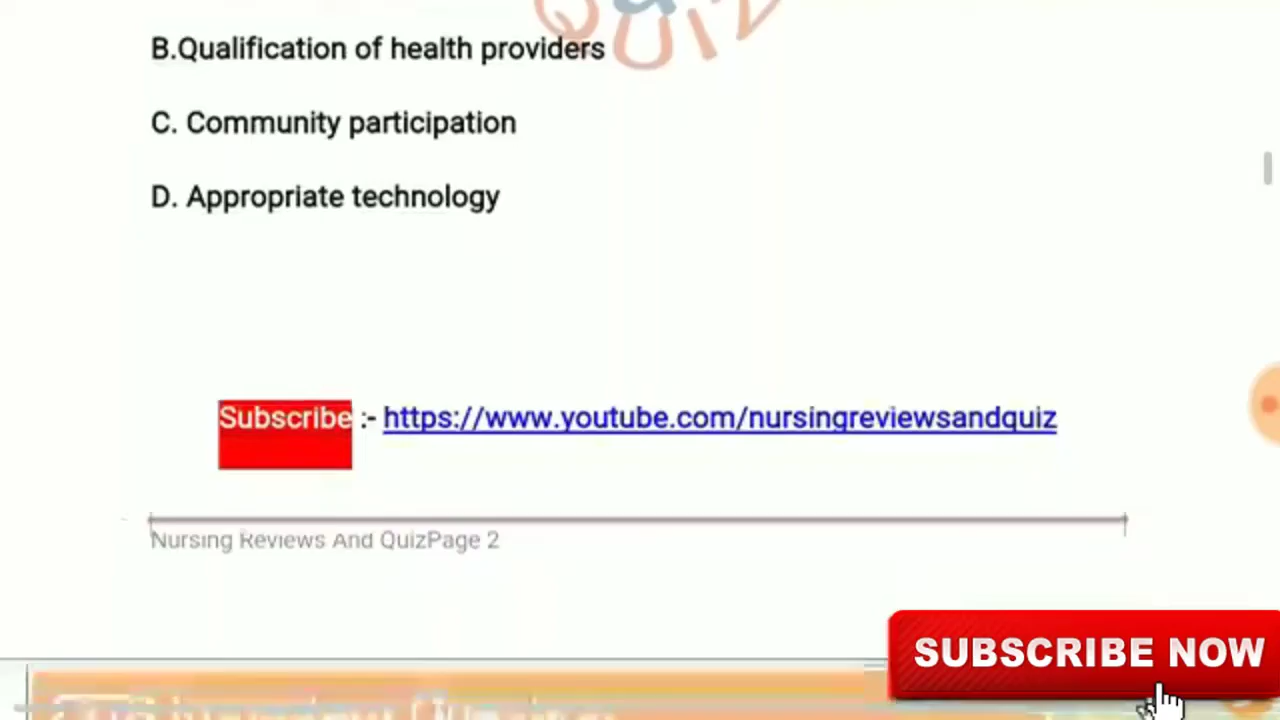 QUIZ
B.Qualification of health providers
C. Community participation
D. Appropriate technology
Subscribe :- https://www.youtube.com/nursingreviewsandquiz
Nursing Reviews And QuizPage 2
SUBSCRIBE NOW